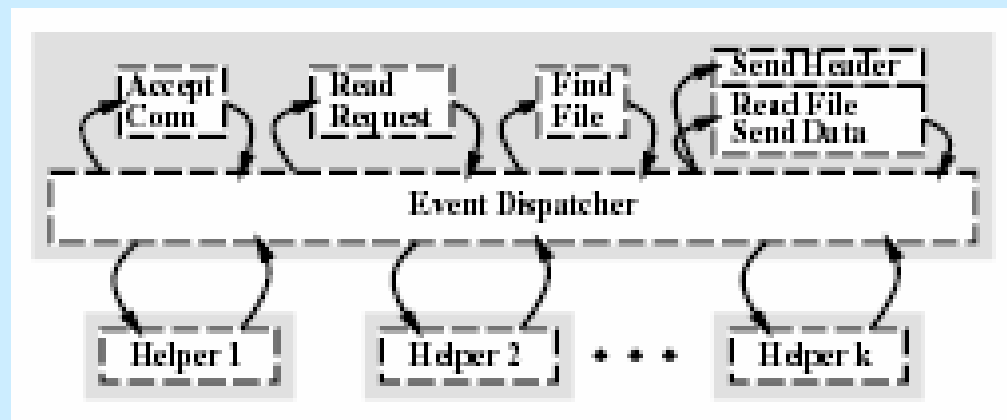 Accept
Conn
Read
Request
Find
File
Send Header
Read File
Send Data
Event Dispatcher
Helper 1
Helper 2
Helper k